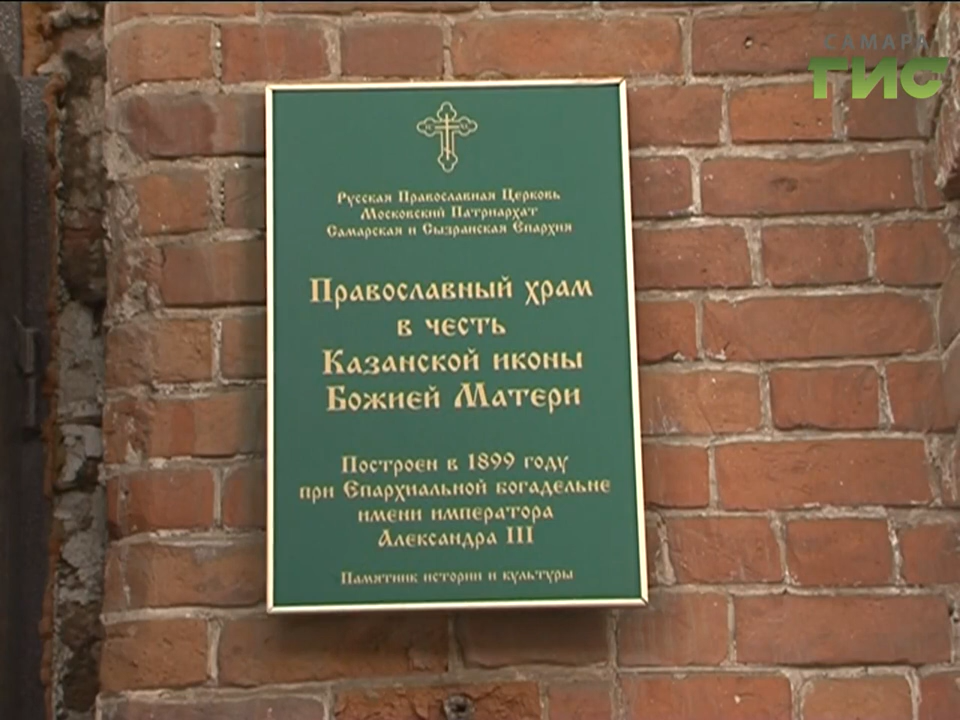 САМАРА
ТИС
Русская Православная Церковь
Московский Патриархат
Самарская и Сызранская Епархия
Православный храм
в честь
Казанской иконы
Божией Матери
Построен в 1899 году
при Епархиальной богадельне
имени императора
Александра III
Памятник истории и культуры